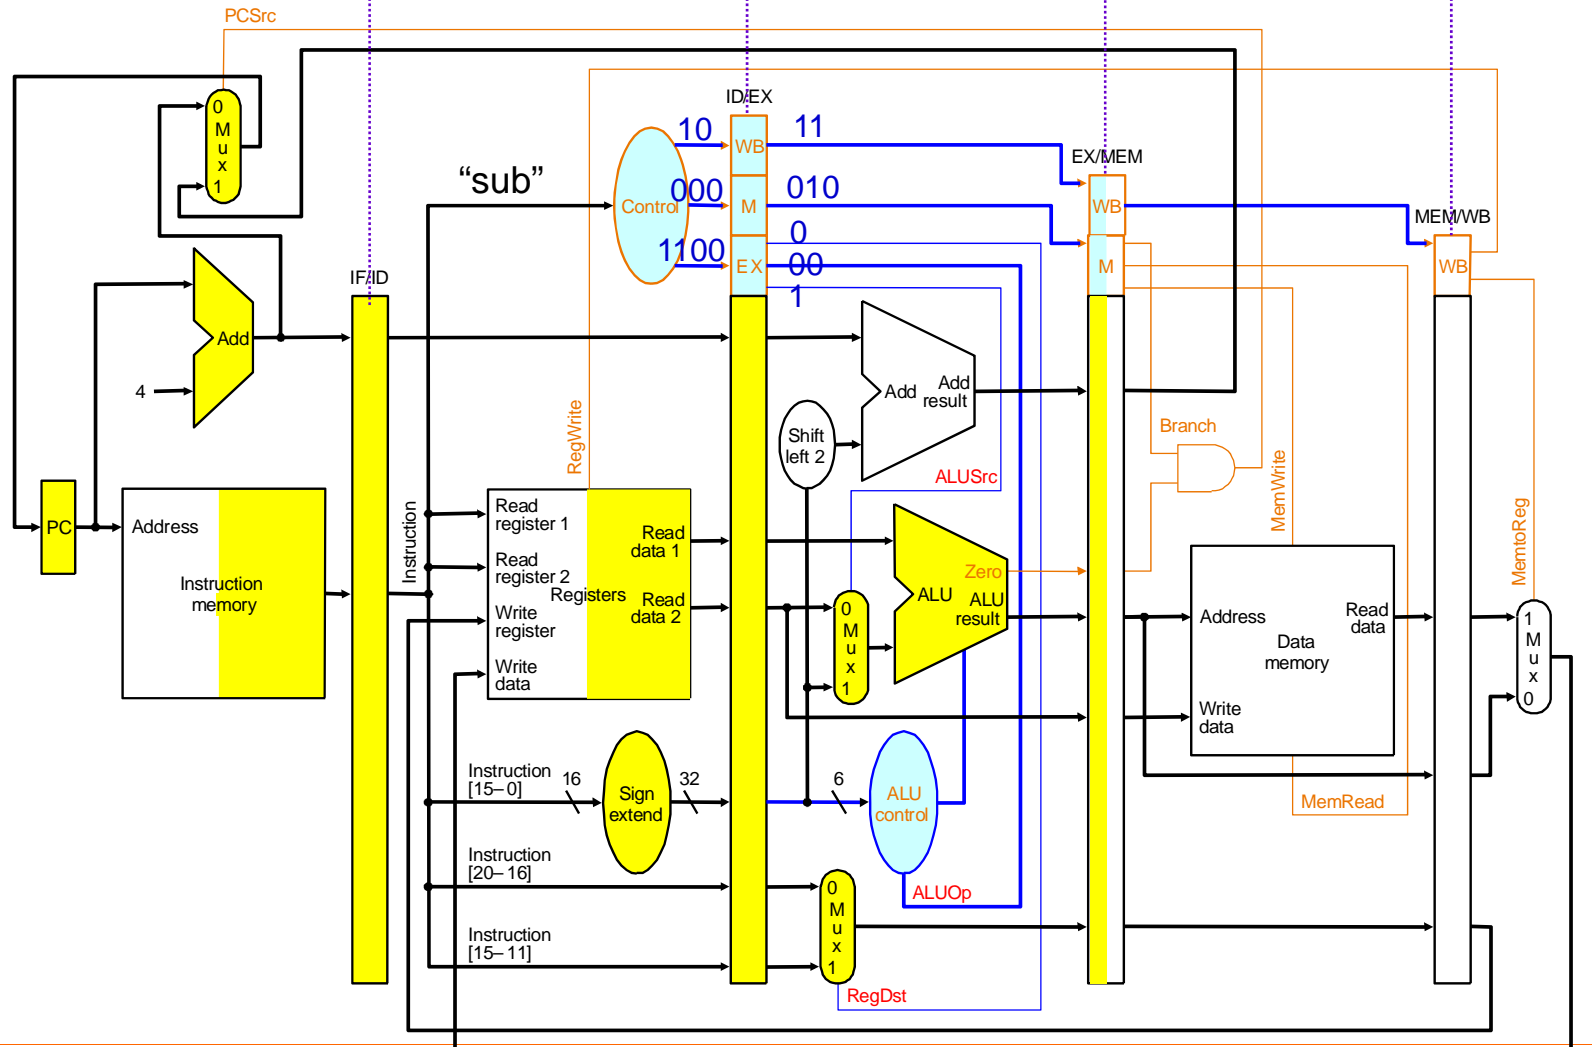 PCSrc
0
M
u
x
1
ID/EX
10
WB
11
EX/MEM
"sub"
Control
000
M
010
WB
MEM/WB
1100
EX
0
00
1
M
WB
IF/ID
Add
4
Add
Add
result
Shift
left 2
RegWrite
Branch
ALUSrc
MemWrite
MemtoReg
PC
Address
Instruction
memory
Instruction
Read
register 1
Read
register 2
Registers
Write
register
Write
data
Read
data 1
Read
data 2
0
M
u
x
1
Zero
ALU
ALU
result
Address
Data
memory
Read
data
Write
data
1
M
u
x
0
Instruction
[15–0]
16
Sign
extend
32
6
ALU
control
MemRead
Instruction
[20–16]
0
M
u
x
1
ALUOp
Instruction
[15–11]
RegDst